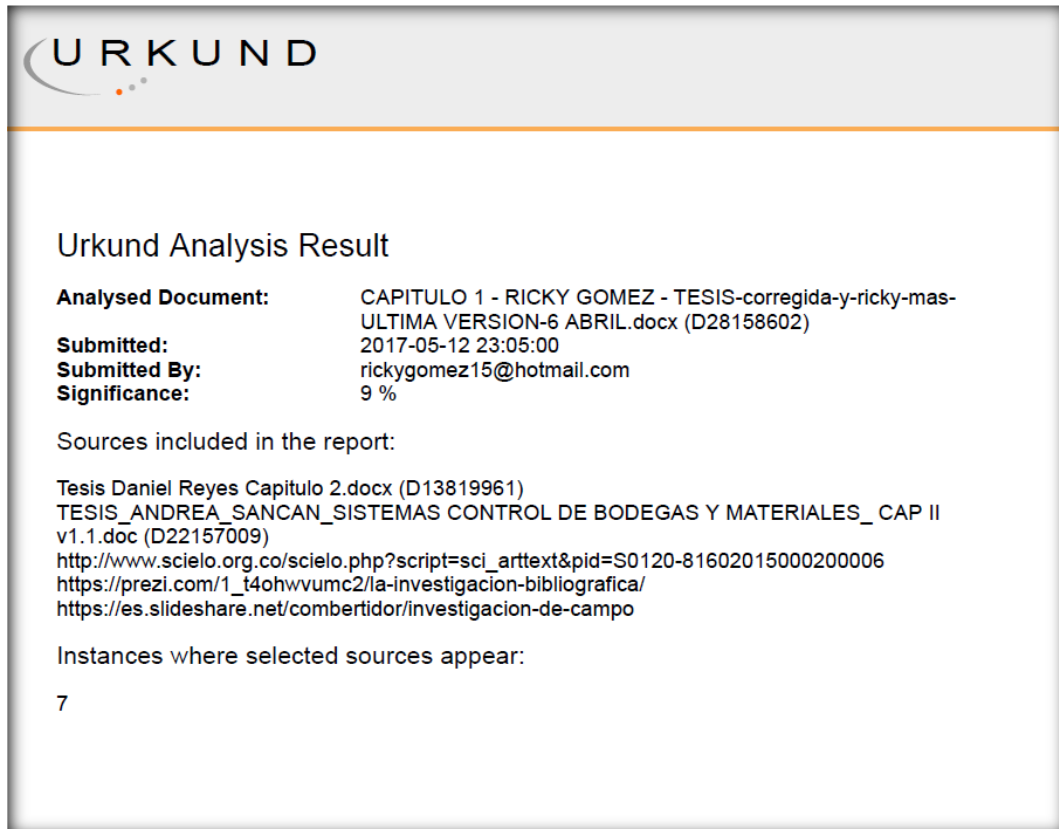 URKUND
Urkund Analysis Result
Analysed Document: CAPITULO 1 - RICKY GOMEZ - TESIS-corregida-y-ricky-mas-
ULTIMA VERSION-6 ABRIL.docx (D28158602)
Submitted: 2017-05-12 23:05:00
Submitted By: rickygomez15@hotmail.com
Significance: 9 %
Sources included in the report:
Tesis Daniel Reyes Capitulo 2.docx (D13819961)
TESIS_ANDREA_SANCAN_SISTEMAS CONTROL DE BODEGAS Y MATERIALES_ CAP II
v1.1.doc (D22157009)
http://www.scielo.org.co/scielo.php?script=sci_arttext&pid=S0120-81602015000200006
https://prezi.com/1_t4ohwvumc2/la-investigacion-bibliografica/
https://es.slideshare.net/combertidor/investigacion-de-campo
Instances where selected sources appear:
7